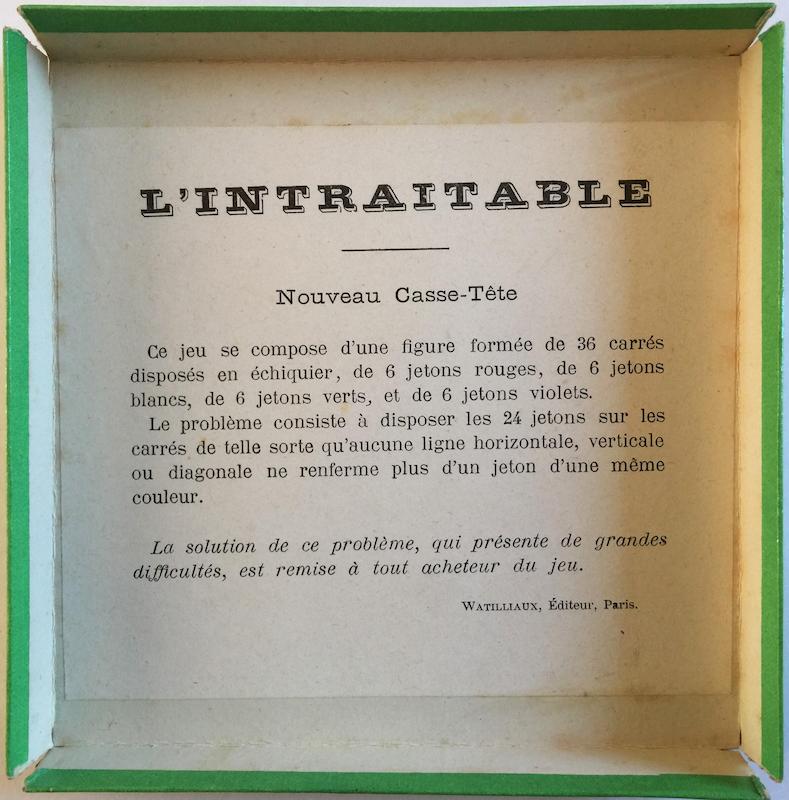 L'INTRAITABLE
Nouveau Casse-Tête
Ce jeu se compose d'une figure formée de 36 carrés
disposés en échiquier, de 6 jetons rouges, de 6 jetons
blancs, de 6 jetons verts, et de 6 jetons violets.
Le problème consiste à disposer les 24 jetons sur les
carrés de telle sorte qu'aucune ligne horizontale, verticale
ou diagonale ne renferme plus d'un jeton d'une même
couleur.
La solution de ce problème, qui présente de grandes
difficultés, est remise à tout acheteur du jeu.
WATILLIAUX, Éditeur, Paris.